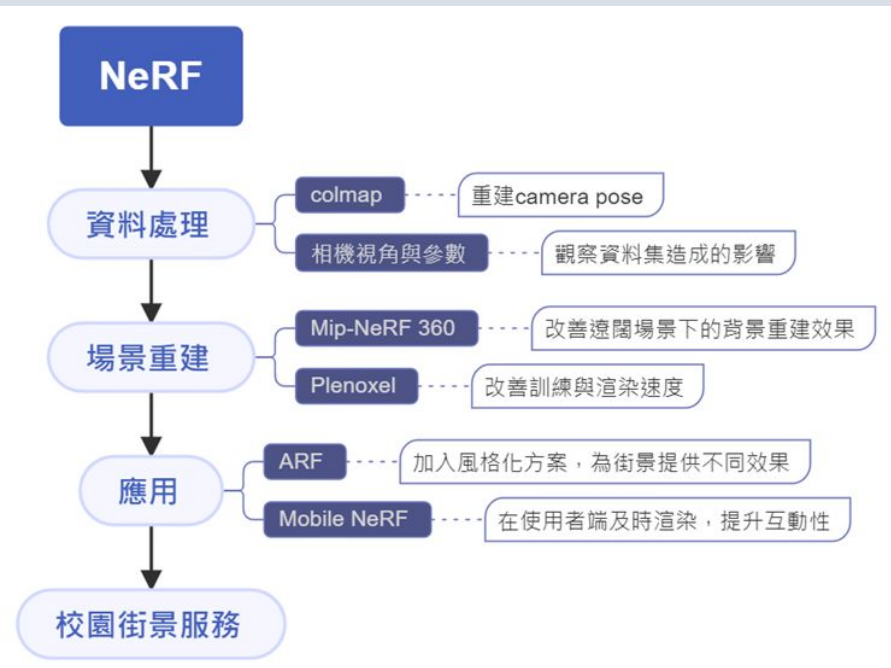 NeRF
資料處理
colmap
重建camera pose
相機視角與參數
觀察資料集造成的影響
場景重建
Mip-NeRF 360
改善遼闊場景下的背景重建效果
Plenoxel
改善訓練與渲染速度
應用
ARF
加入風格化方案，為街景提供不同效果
Mobile NeRF
在使用者端及時渲染，提升互動性
校園街景服務